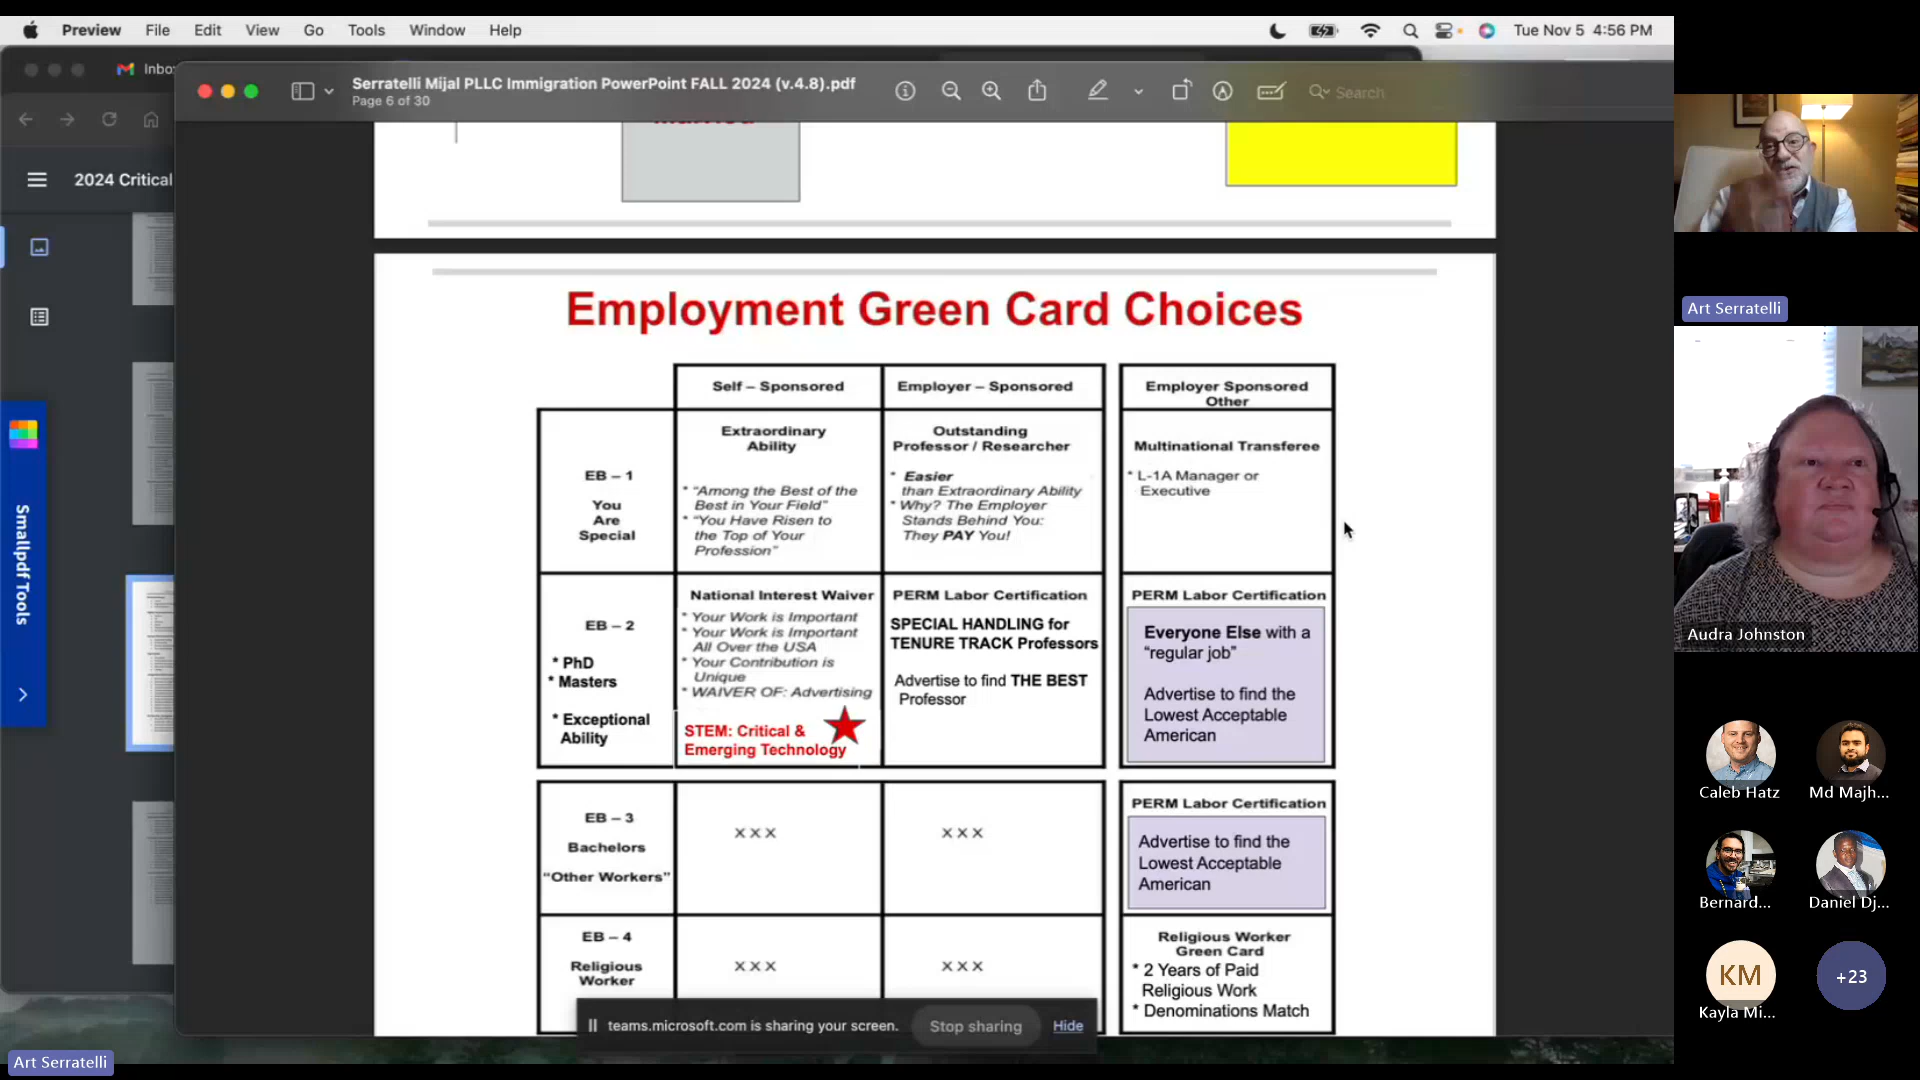 Preview File Edit View Go Tools Window Help
Tue Nov 5 4:56 PM
Inbo
Serratelli Mijal PLLC Immigration PowerPoint FALL 2024 (v.4.8).pdf
Page 6 of 30
Search
2024 Critical
Smallpdf Tools
Employment Green Card Choices
Self – Sponsored
Employer – Sponsored
Employer Sponsored
Other
EB – 1
You
Are
Special
Extraordinary
Ability
* "Among the Best of the
Best in Your Field"
* "You Have Risen to
the Top of Your
Profession"
Outstanding
Professor / Researcher
* Easier
than Extraordinary Ability
* Why? The Employer
Stands Behind You:
They PAY You!
Multinational Transferee
* L-1A Manager or
Executive
EB – 2
* PhD
* Masters
* Exceptional
Ability
National Interest Waiver
* Your Work is Important
* Your Work is Important
All Over the USA
* Your Contribution is
Unique
* WAIVER OF: Advertising
STEM: Critical &
Emerging Technology
PERM Labor Certification
SPECIAL HANDLING for
TENURE TRACK Professors
Advertise to find THE BEST
Professor
PERM Labor Certification
Everyone Else with a
"regular job"
Advertise to find the
Lowest Acceptable
American
EB – 3
Bachelors
"Other Workers"
X X X
X X X
PERM Labor Certification
Advertise to find the
Lowest Acceptable
American
EB – 4
Religious
Worker
X X X
X X X
Religious Worker
Green Card
* 2 Years of Paid
Religious Work
* Denominations Match
teams.microsoft.com is sharing your screen.
Stop sharing
Hide
Art Serratelli
Art Serratelli
Audra Johnston
Caleb Hatz
Md Majh...
Bernard...
Daniel Dj...
KM
+23
Kayla Mi...